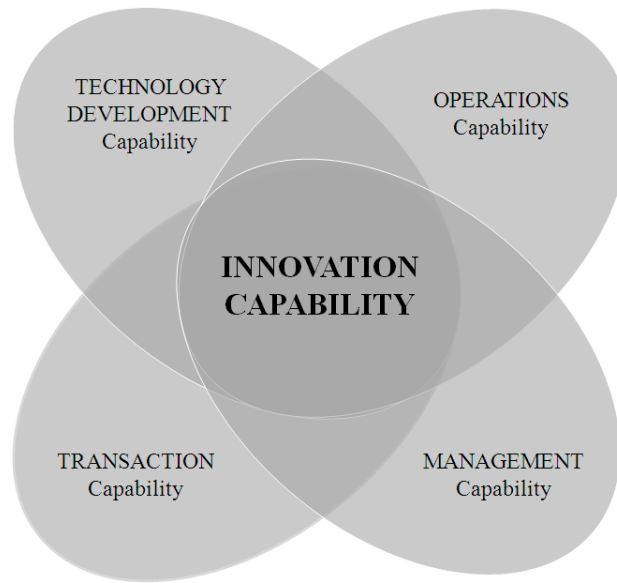 TECHNOLOGY
DEVELOPMENT
Capability
OPERATIONS
Capability
INNOVATION
CAPABILITY
TRANSACTION
Capability
MANAGEMENT
Capability